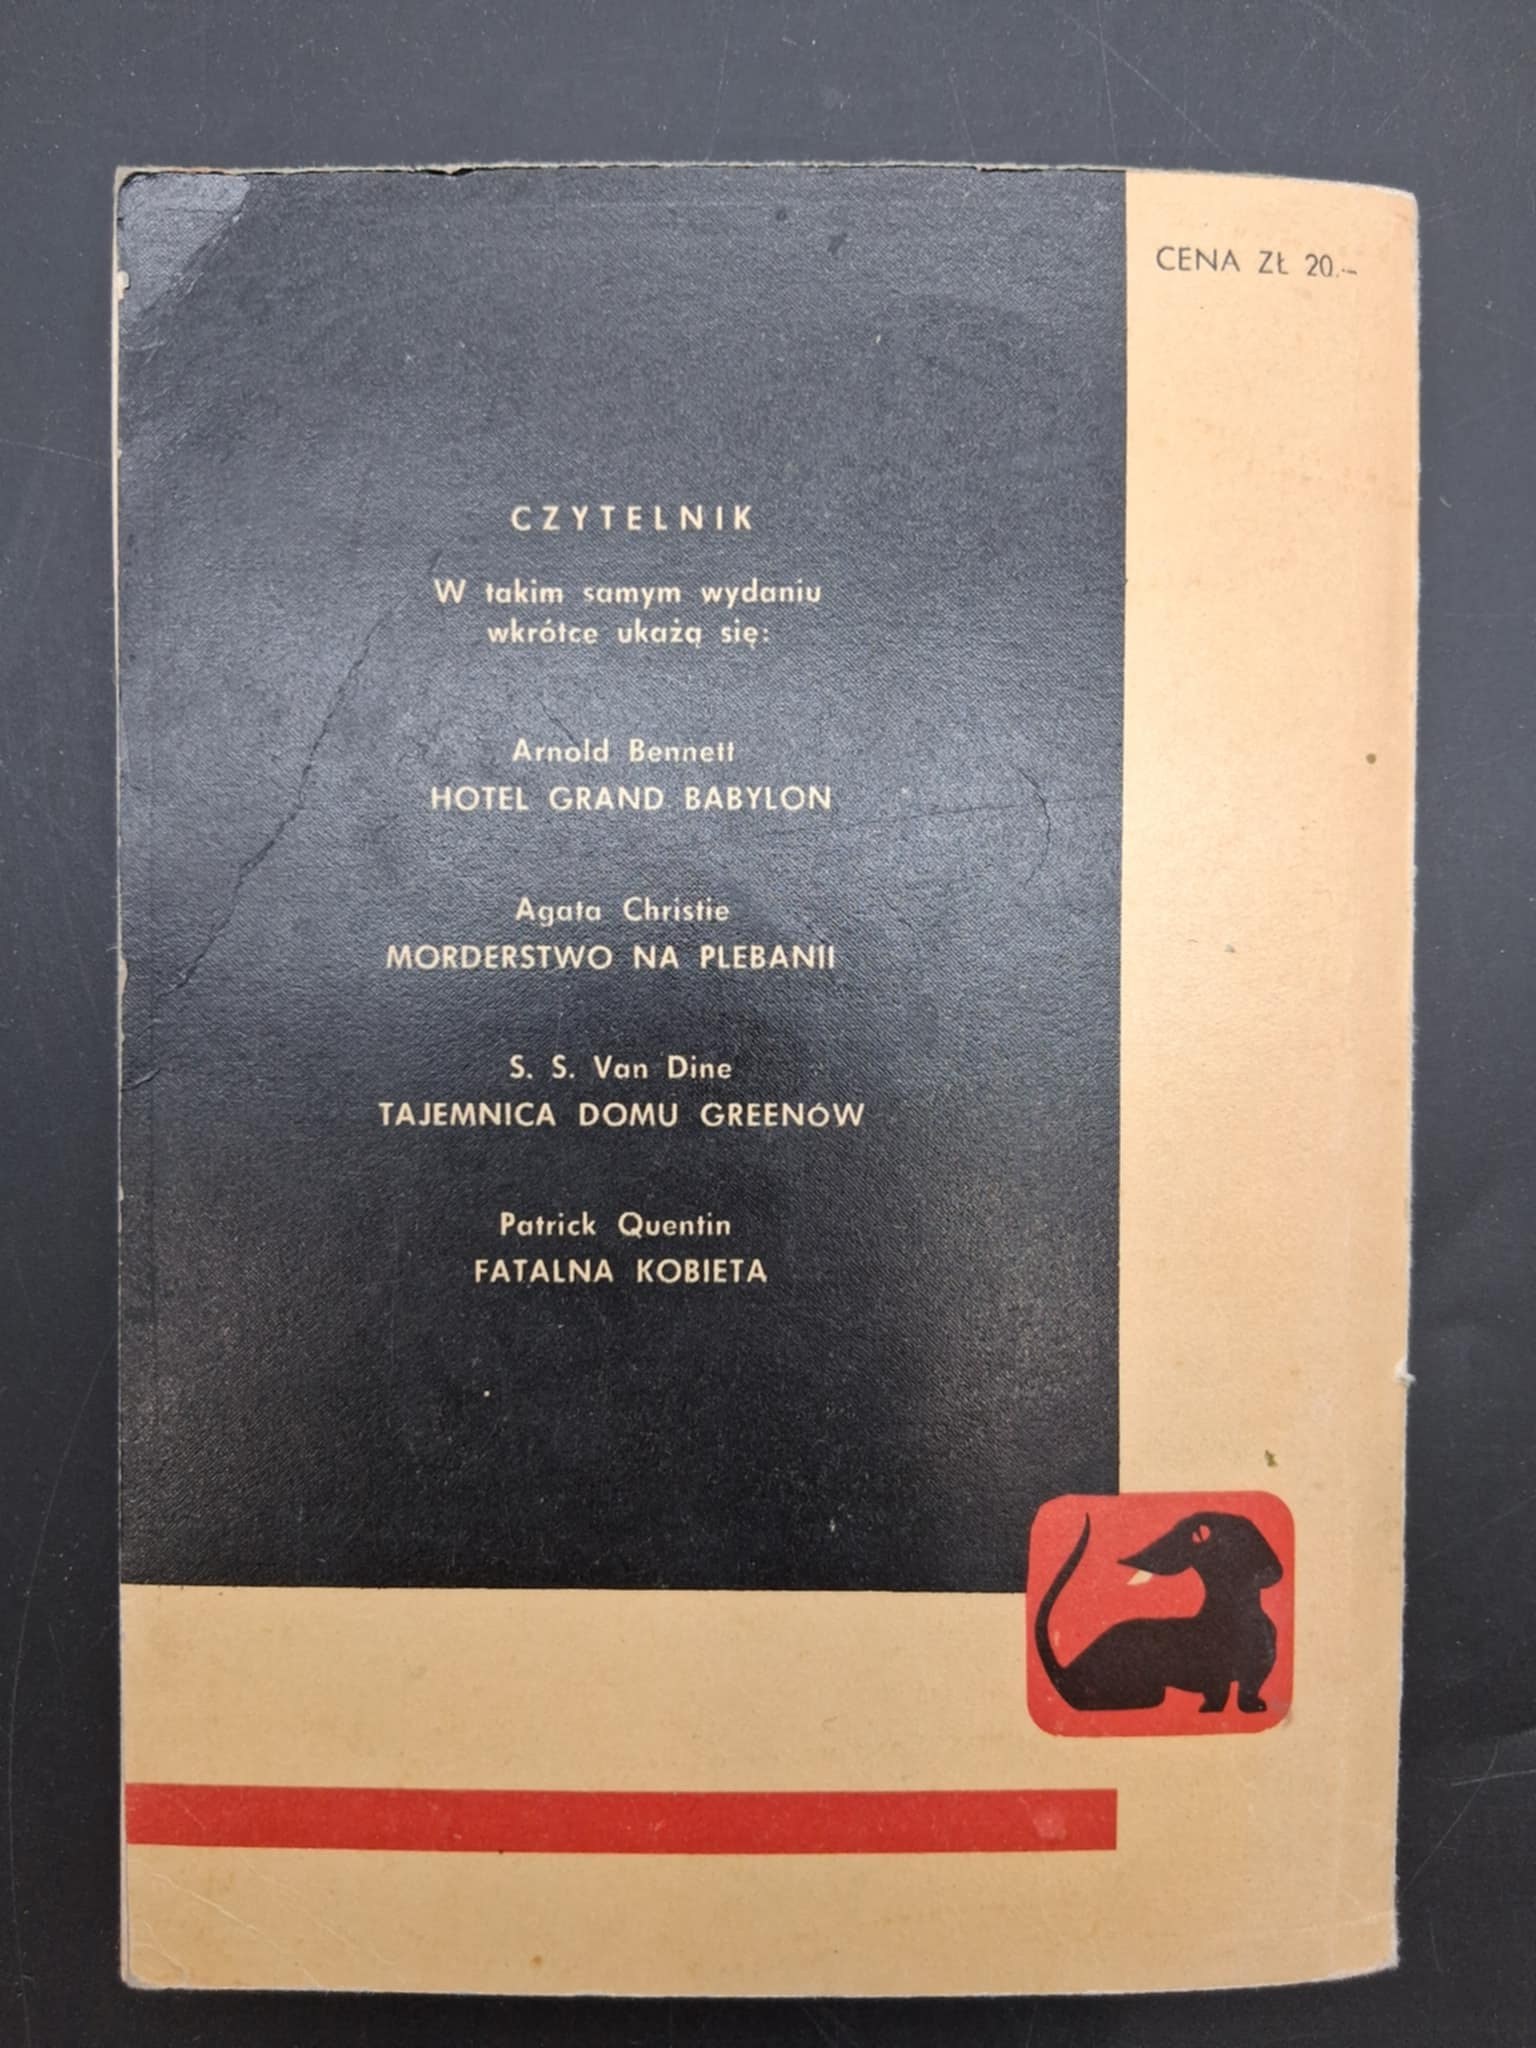 CENA ZŁ 20.–
CZYTELNIK
W takim samym wydaniu
wkrótce ukażą się:
Arnold Bennett
HOTEL GRAND BABYLON
Agata Christie
MORDERSTWO NA PLEBANII
S. S. Van Dine
TAJEMNICA DOMU GREENÓW
Patrick Quentin
FATALNA KOBIETA